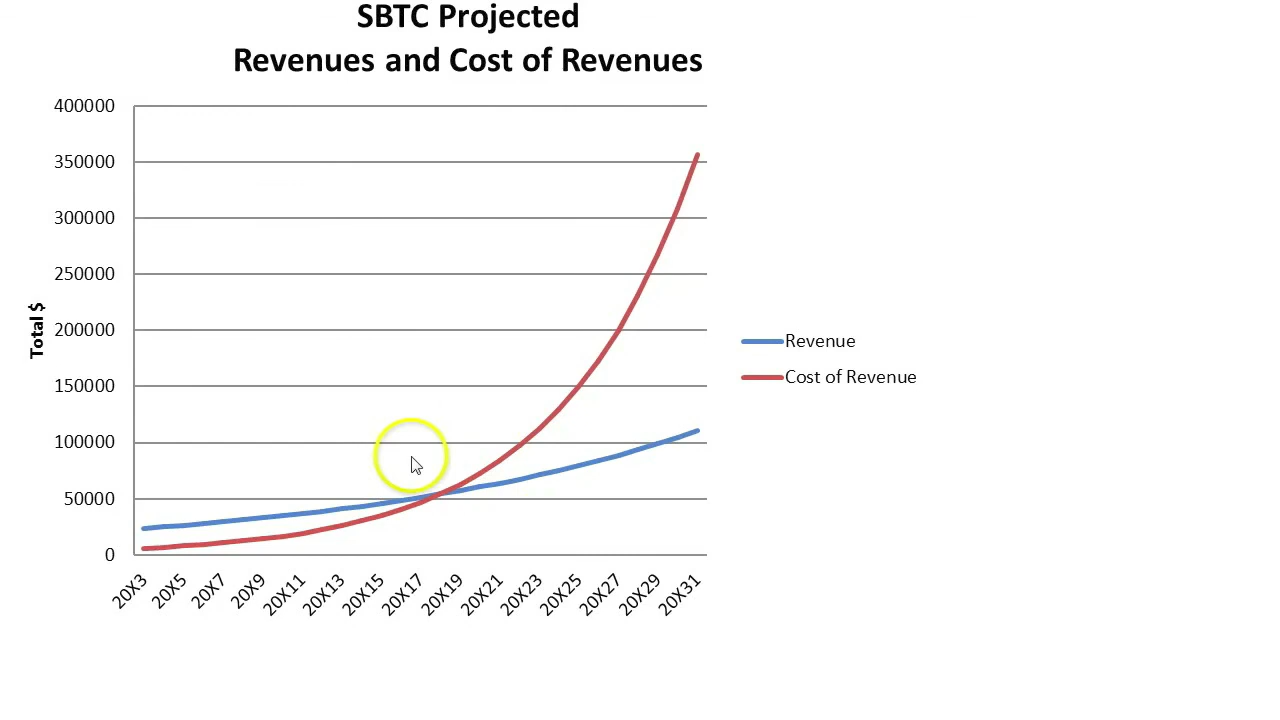 SBTC Projected
Revenues and Cost of Revenues
400000
350000
300000
250000
200000
150000
100000
50000
0
Total $
20X3
20X5
20X7
20X9
20X11
20X13
20X15
20X17
20X19
20X21
20X23
20X25
20X27
20X29
20X31
Revenue
Cost of Revenue